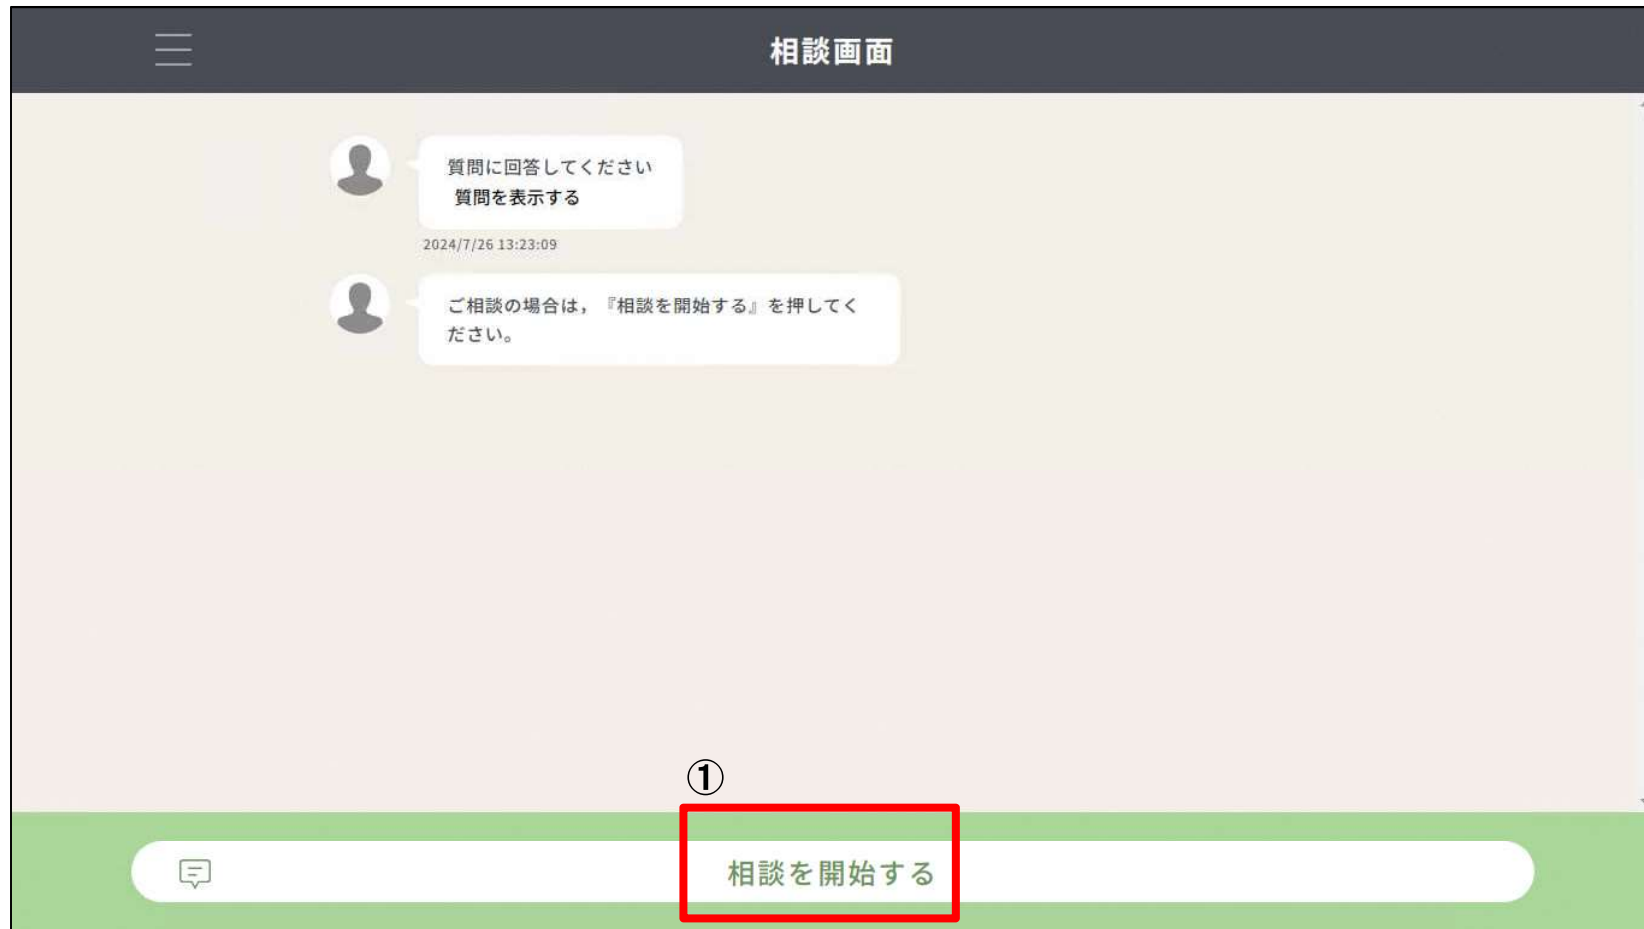 相談画面
質問に回答してください
質問を表示する
2024/7/26 13:23:09
ご相談の場合は，『相談を開始する』を押してく
ださい。
①
相談を開始する